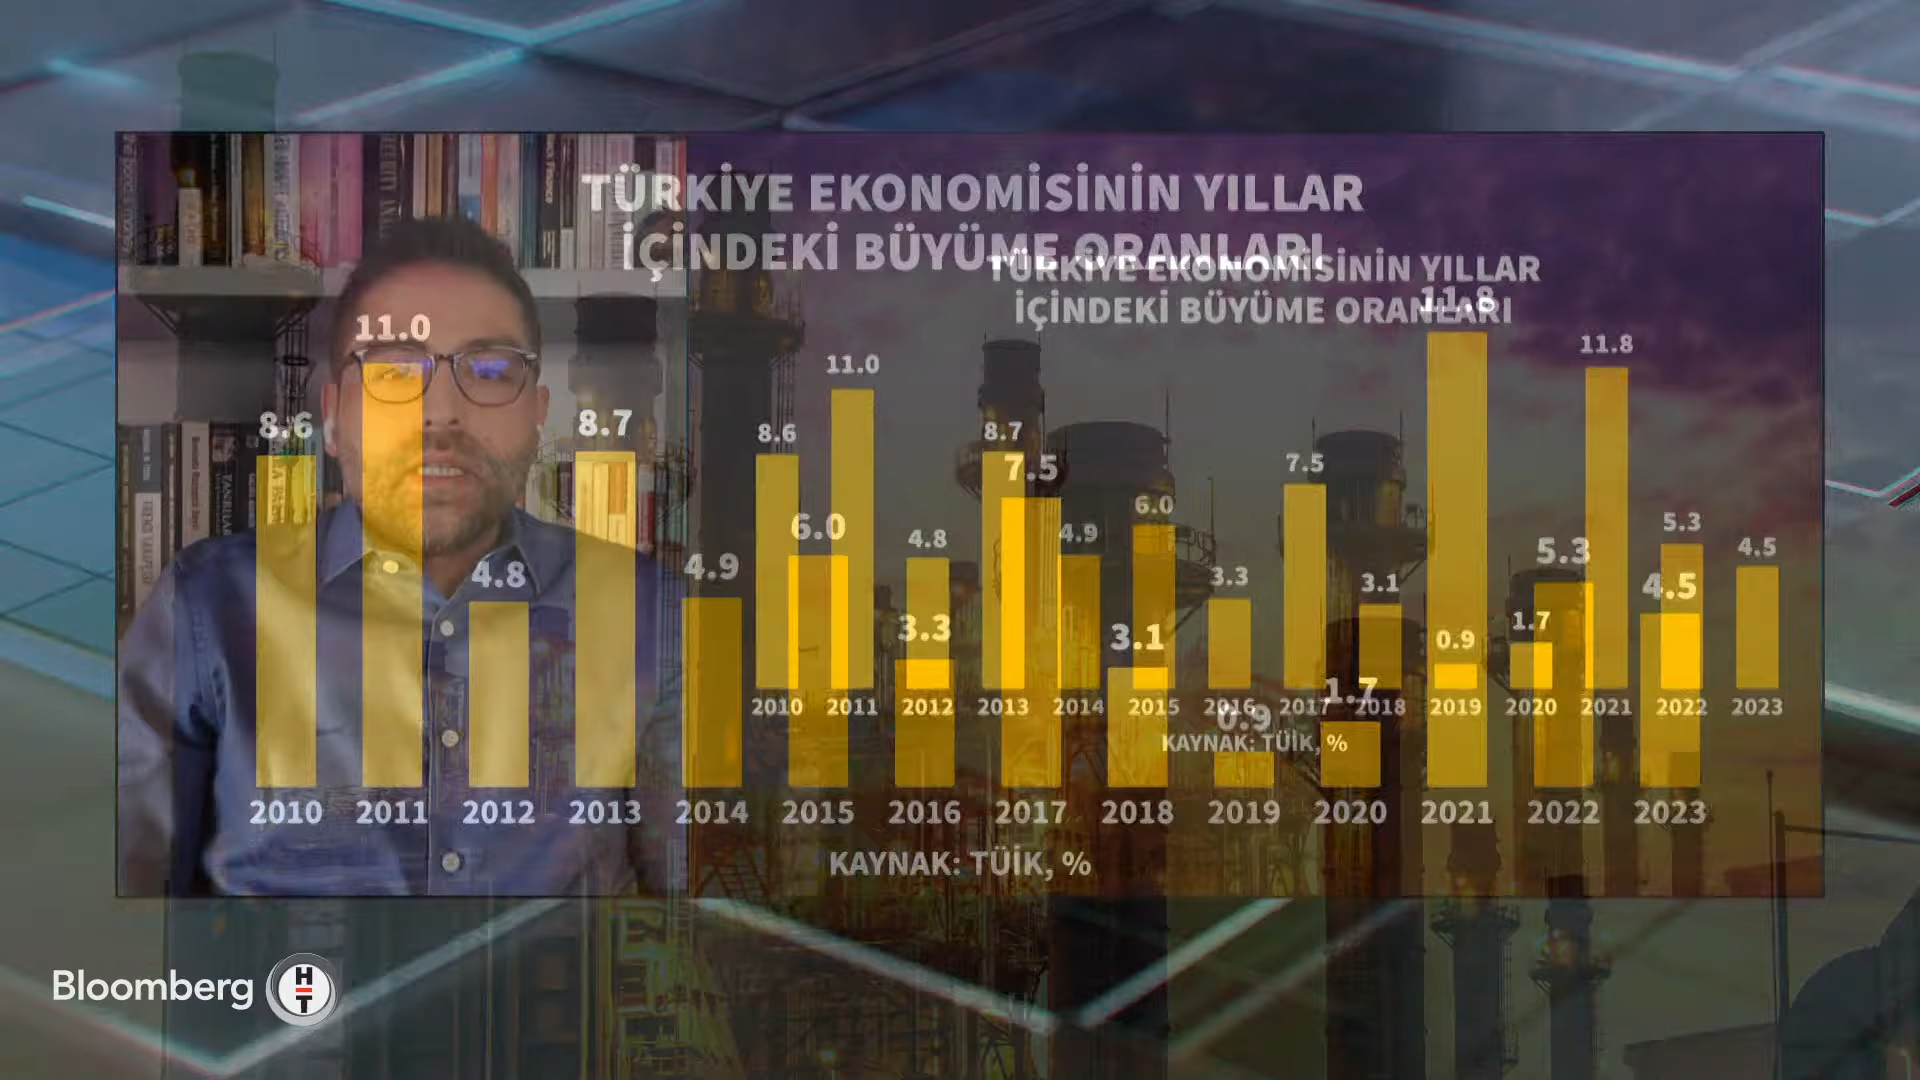 TÜRKİYE EKONOMİSİNİN YILLAR
İÇİNDEKİ BÜYÜME ORANLARI
TÜRKİYE EKONOMİSİNİN YILLAR
İÇİNDEKİ BÜYÜME ORANLARI
8.6 11.0 4.8 8.7 4.9 6.0 3.3 7.5 3.1 0.9 1.7 11.8 5.3 4.5
8.6 11.0 4.8 8.7 4.9 6.0 3.3 7.5 3.1 0.9 1.7 11.8 5.3 4.5
2010 2011 2012 2013 2014 2015 2016 2017 2018 2019 2020 2021 2022 2023
KAYNAK: TÜİK, %
2010 2011 2012 2013 2014 2015 2016 2017 2018 2019 2020 2021 2022 2023
KAYNAK: TÜİK, %
Bloomberg HT